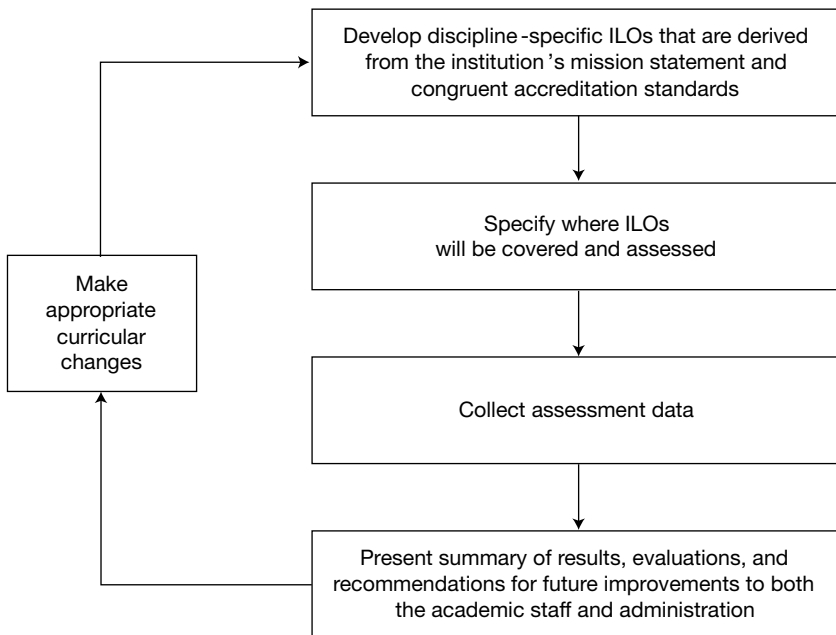 Develop discipline-specific ILOs that are derived
from the institution's mission statement and
congruent accreditation standards
Specify where ILOs
will be covered and assessed
Make
appropriate
curricular
changes
Collect assessment data
Present summary of results, evaluations, and
recommendations for future improvements to both
the academic staff and administration